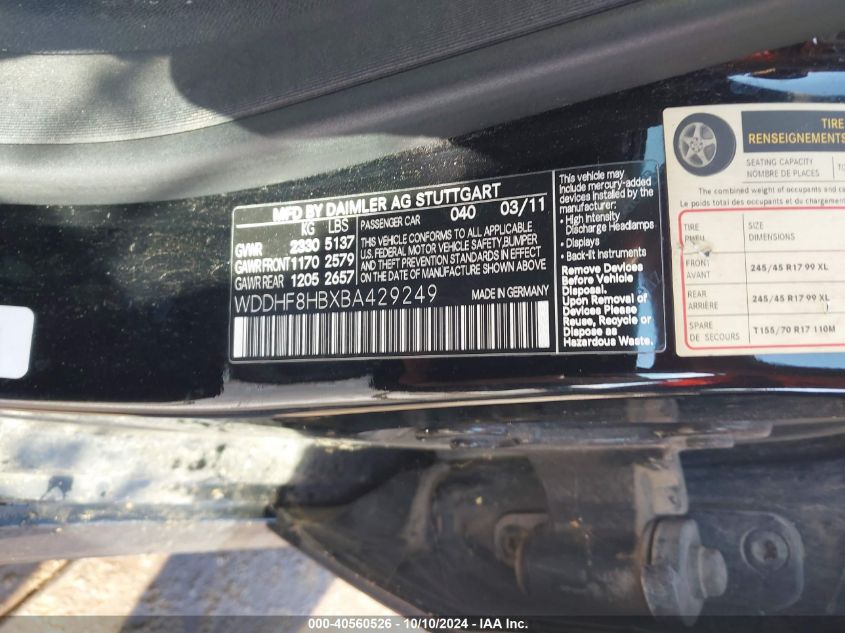 MFD BY DAIMLER AG STUTTGART
KG LBS
GVWR 2330 5137
GAWR FRONT 1170 2579
GAWR REAR 1205 2657
PASSENGER CAR 040 03/11
THIS VEHICLE CONFORMS TO ALL APPLICABLE
U.S. FEDERAL MOTOR VEHICLE SAFETY, BUMPER
AND THEFT PREVENTION STANDARDS IN EFFECT
ON THE DATE OF MANUFACTURE SHOWN ABOVE.
WDDHF8HBXBA429249 MADE IN GERMANY
This vehicle may
include mercury-added
devices installed by the
manufacturer:
• High Intensity
Discharge Headlamps
• Displays
• Back-lit Instruments
Remove Devices
Before Vehicle
Disposal.
Upon Removal of
Devices Please
Reuse, Recycle or
Dispose as
Hazardous Waste.
TIRE
RENSEIGNEMENTS
SEATING CAPACITY
NOMBRE DE PLACES
The combined weight of occupants and
Le poids total des occupants et du chargement
TIRE
PNEU
SIZE
DIMENSIONS
FRONT
AVANT
245/45 R17 99 XL
REAR
ARRIÈRE
245/45 R17 99 XL
SPARE
DE SECOURS
T155/70 R17 110M
000-40560526 - 10/10/2024 - IAA Inc.